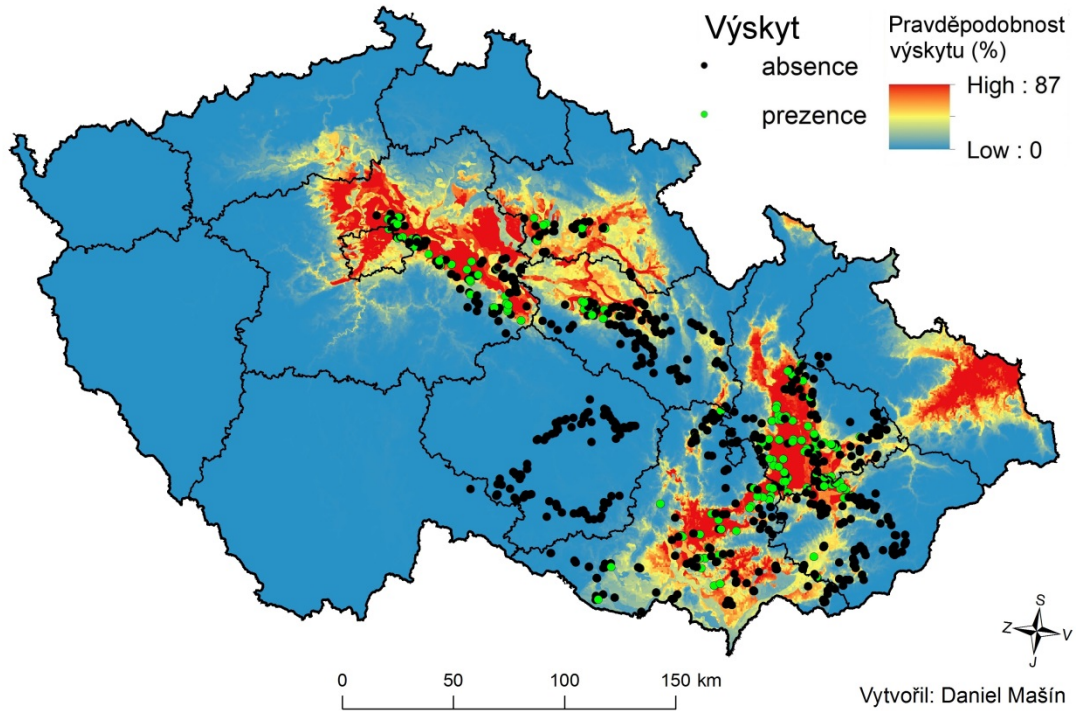 Výskyt
absence
prezence
Pravděpodobnost
výskytu (%)
High : 87
Low : 0
S
Z
V
J
0
50
100
150 km
Vytvořil: Daniel Mašín